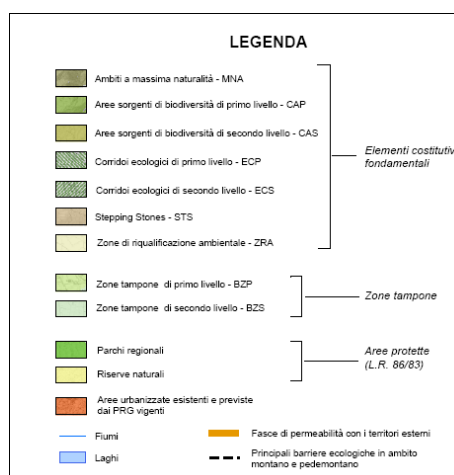 LEGENDA
Ambiti a massima naturalità - MNA
Aree sorgenti di biodiversità di primo livello - CAP
Aree sorgenti di biodiversità di secondo livello - CAS
Corridoi ecologici di primo livello - ECP
Corridoi ecologici di secondo livello - ECS
Stepping Stones - STS
Zone di riqualificazione ambientale - ZRA
Elementi costitutiv
fondamentali
Zone tampone di primo livello - BZP
Zone tampone di secondo livello - BZS
Zone tampone
Parchi regionali
Riserve naturali
Aree protette
(L.R. 86/83)
Aree urbanizzate esistenti e previste
dai PRG vigenti
Fiumi
Laghi
Fasce di permeabilità con i territori esterni
Principali barriere ecologiche in ambito
montano e pedemontano